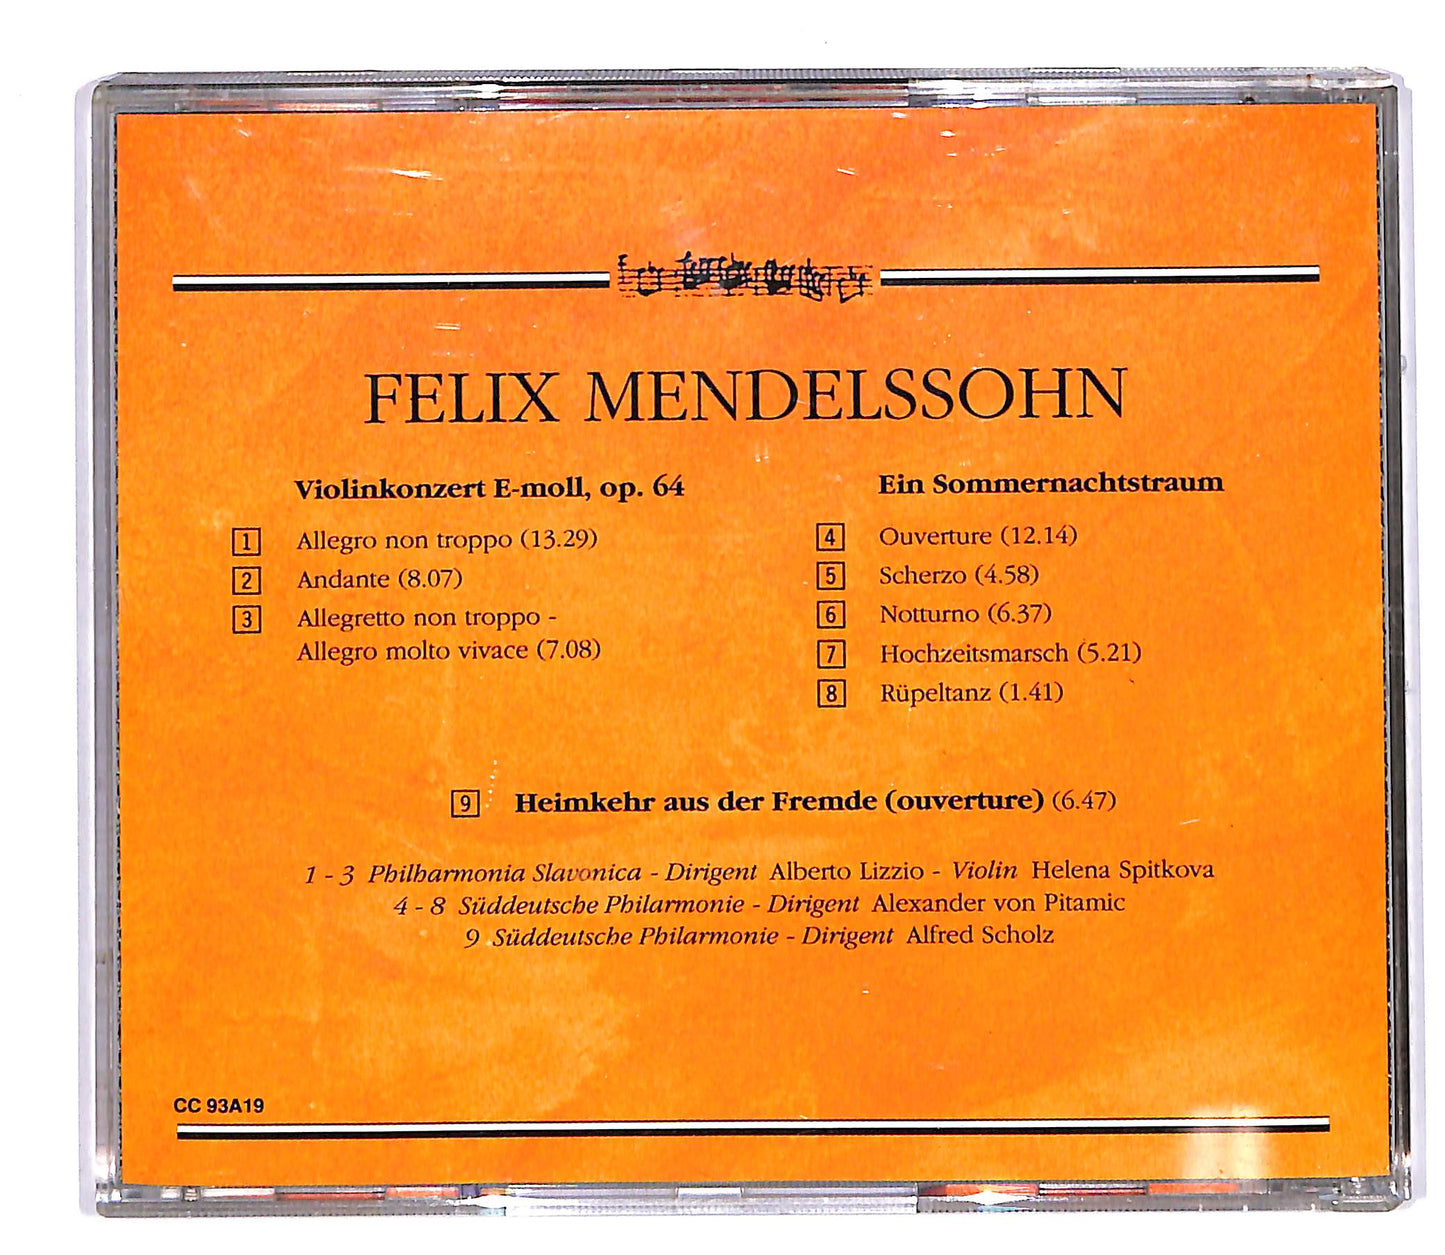 FELIX MENDELSSOHN
Violinkonzert E-moll, op. 64
1 Allegro non troppo (13.29)
2 Andante (8.07)
3 Allegretto non troppo -
Allegro molto vivace (7.08)
Ein Sommernachtstraum
4 Ouverture (12.14)
5 Scherzo (4.58)
6 Notturno (6.37)
7 Hochzeitsmarsch (5.21)
8 Rüpeltanz (1.41)
9 Heimkehr aus der Fremde (ouverture) (6.47)
1 - 3 Philharmonia Slavonica - Dirigent Alberto Lizzio - Violin Helena Spitkova
4 - 8 Süddeutsche Philarmonie - Dirigent Alexander von Pitamic
9 Süddeutsche Philarmonie - Dirigent Alfred Scholz
CC 93A19